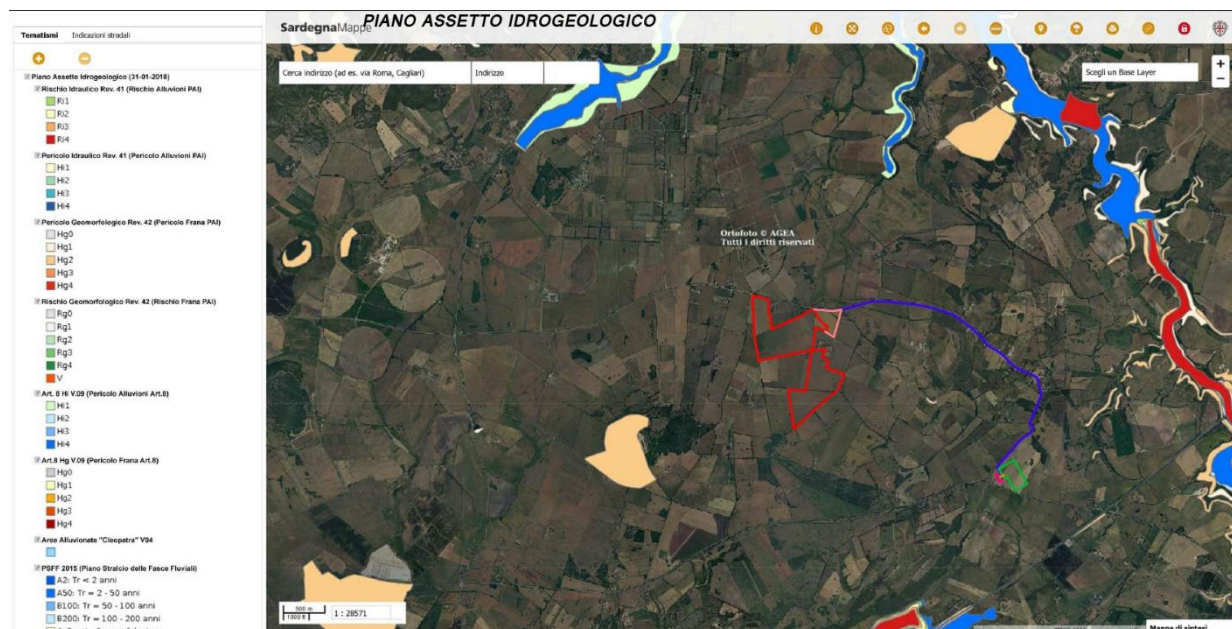 PIANO ASSETTO IDROGEOLOGICO
SardegnaMappe
Tematismi Indicazioni stradali
Cerca indirizzo (ad es. via Roma, Cagliari) Indirizzo
Scegli un Base Layer
+
−
Piano Assetto Idrogeologico (31-01-2018)
Rischio Idraulico Rev. 41 (Rischio Alluvioni PAI)
Ri1
Ri2
Ri3
Ri4
Pericolo Idraulico Rev. 41 (Pericolo Alluvioni PAI)
Hi1
Hi2
Hi3
Hi4
Pericolo Geomorfologico Rev. 42 (Pericolo Frana PAI)
Hg0
Hg1
Hg2
Hg3
Hg4
Rischio Geomorfologico Rev. 42 (Rischio Frana PAI)
Rg0
Rg1
Rg2
Rg3
Rg4
V
Art. 8 Hi V.09 (Pericolo Alluvioni Art.8)
Hi1
Hi2
Hi3
Hi4
Art.8 Hg V.09 (Pericolo Frana Art.8)
Hg0
Hg1
Hg2
Hg3
Hg4
Aree Alluvionate "Cleopatra" V04
PSFF 2015 (Piano Stralcio delle Fasce Fluviali)
A2: Tr < 2 anni
A50: Tr = 2 - 50 anni
B100: Tr = 50 - 100 anni
B200: Tr = 100 - 200 anni
Ortofoto © AGEA
Tutti i diritti riservati
500 m
1000 ft
1 : 28571
Mappa di sintesi